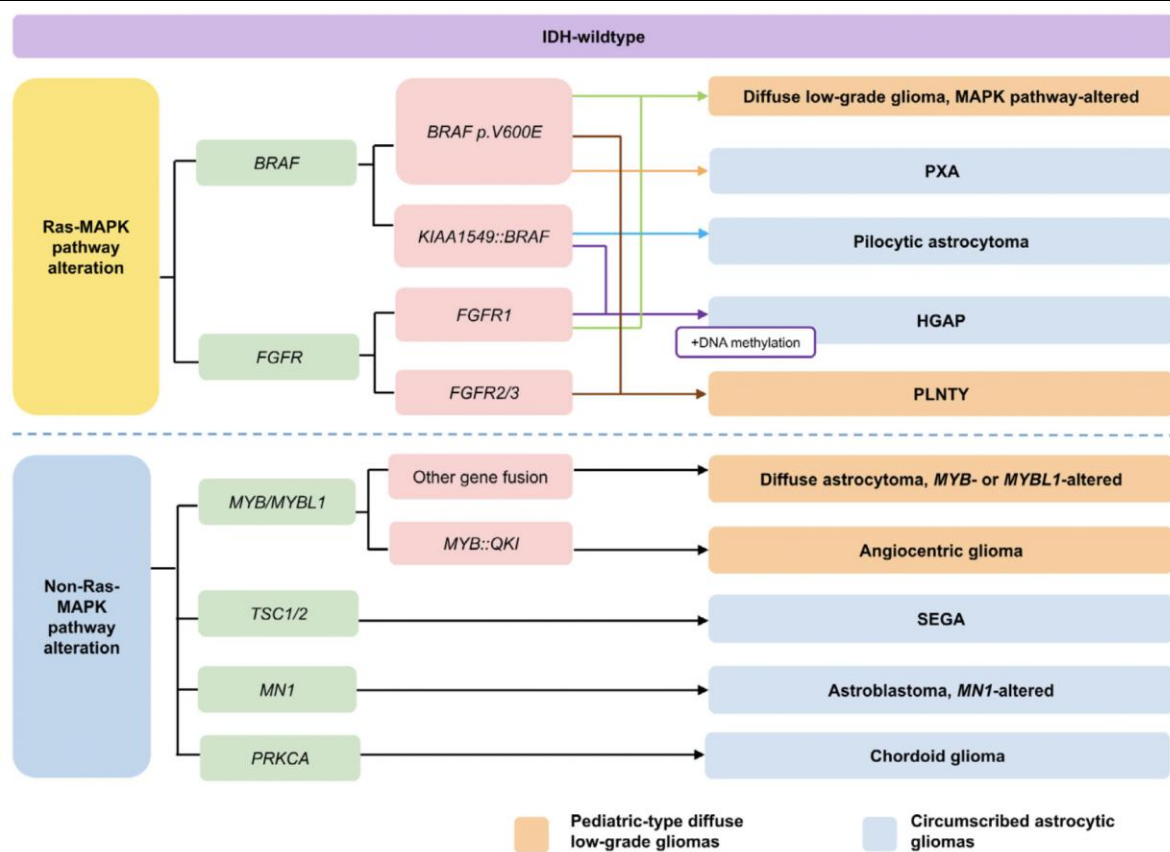 IDH-wildtype
Ras-MAPK
pathway
alteration
BRAF
FGFR
BRAF p.V600E
KIAA1549::BRAF
FGFR1
FGFR2/3
Diffuse low-grade glioma, MAPK pathway-altered
PXA
Pilocytic astrocytoma
HGAP
+DNA methylation
PLNTY
Non-Ras-
MAPK
pathway
alteration
MYB/MYBL1
TSC1/2
MN1
PRKCA
Other gene fusion
MYB::QKI
Diffuse astrocytoma, MYB- or MYBL1-altered
Angiocentric glioma
SEGA
Astroblastoma, MN1-altered
Chordoid glioma
Pediatric-type diffuse
low-grade gliomas
Circumscribed astrocytic
gliomas